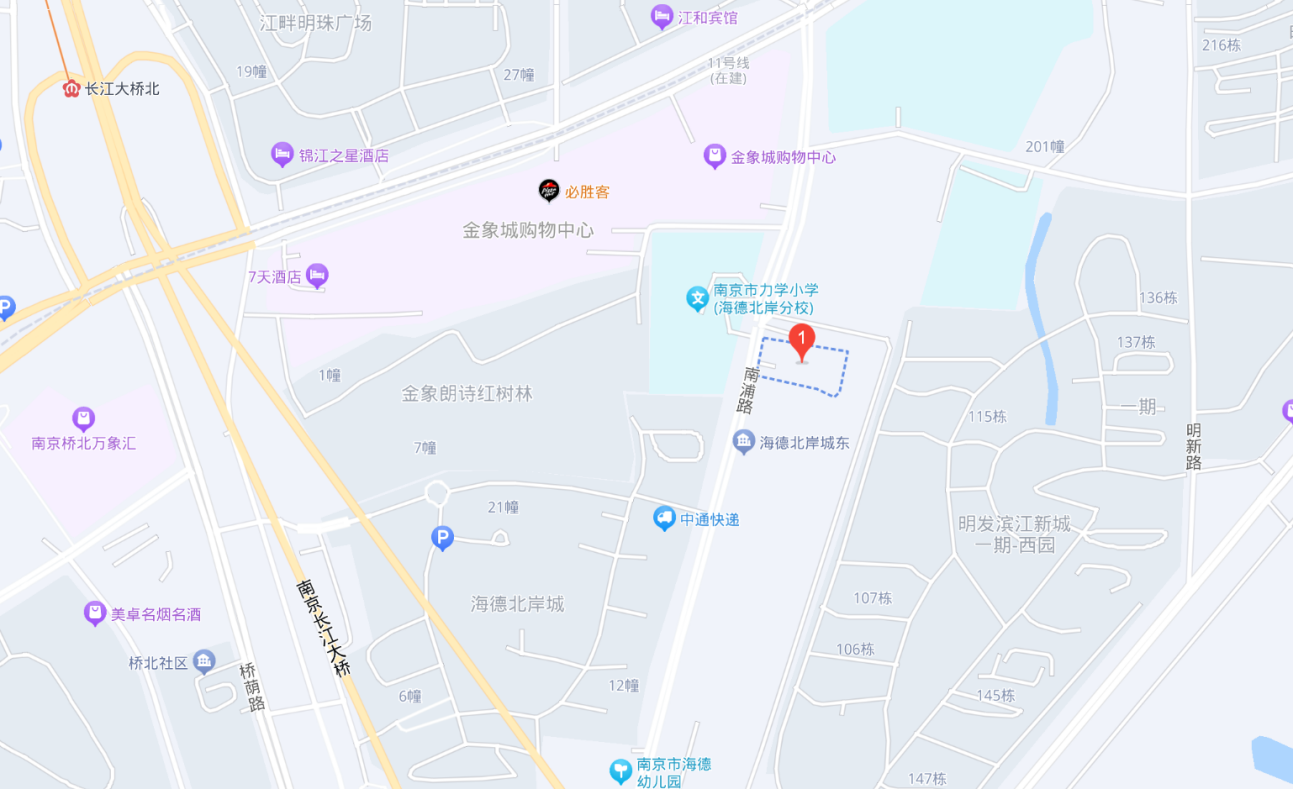 江畔明珠广场
江和宾馆
216栋
19幢
27幢
11号线
(在建)
长江大桥北
201幢
锦江之星酒店
金象城购物中心
必胜客
金象城购物中心
7天酒店
P
文
南京市力学小学
(海德北岸分校)
136栋
1
137栋
1幢
金象朗诗红树林
南浦路
一期
115栋
南京桥北万象汇
7幢
海德北岸城东
明新路
21幢
中通快递
P
明发滨江新城
一期-西园
107栋
海德北岸城
美卓名烟名酒
南京长江大桥
106栋
桥北社区
桥荫路
6幢
12幢
145栋
南京市海德
幼儿园
147栋